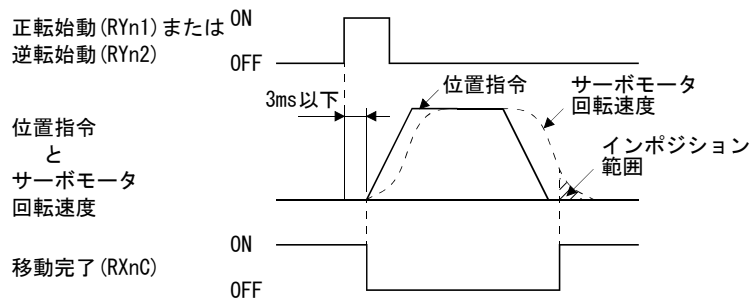 正転始動(RYn1)または
逆転始動(RYn2)
ON
OFF
3ms以下
位置指令
サーボモータ
回転速度
位置指令
と
サーボモータ
回転速度
インポジション
範囲
移動完了(RXnC)
ON
OFF